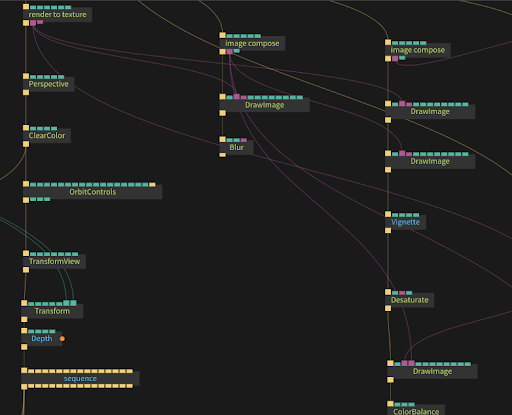 render to texture
Perspective
ClearColor
OrbitControls
TransformView
Transform
Depth
sequence
image compose
DrawImage
Blur
image compose
DrawImage
DrawImage
Vignette
Desaturate
DrawImage
ColorBalance